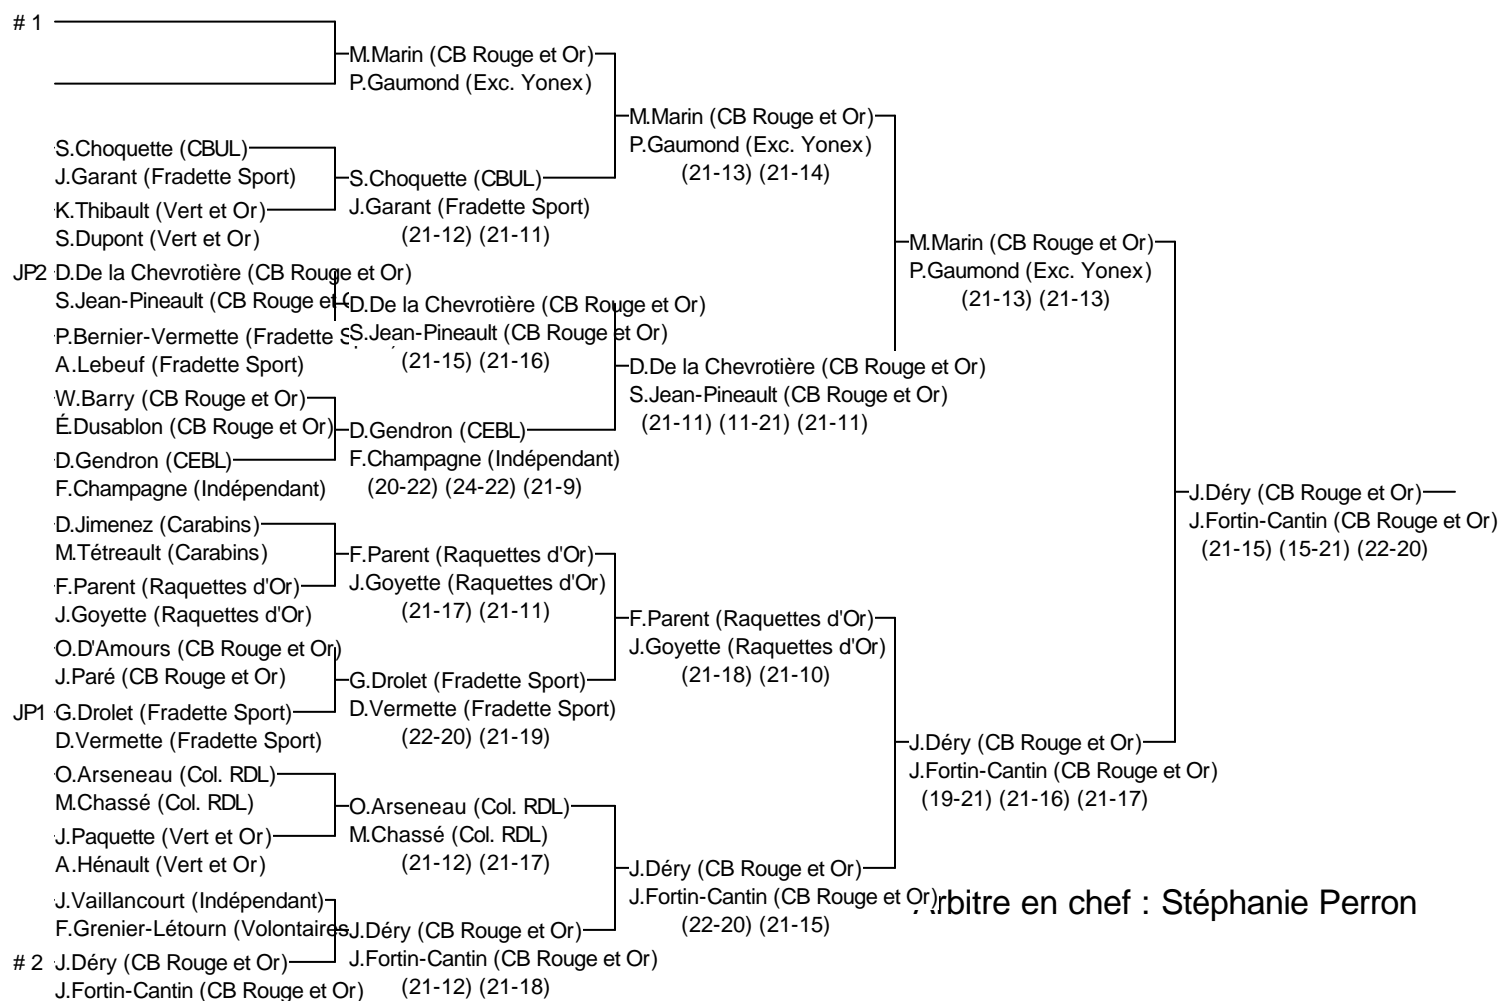 # 1
M.Marin (CB Rouge et Or)
P.Gaumond (Exc. Yonex)
M.Marin (CB Rouge et Or)
P.Gaumond (Exc. Yonex)
(21-13) (21-14)
S.Choquette (CBUL)
J.Garant (Fradette Sport)
S.Choquette (CBUL)
J.Garant (Fradette Sport)
(21-12) (21-11)
K.Thibault (Vert et Or)
S.Dupont (Vert et Or)
M.Marin (CB Rouge et Or)
P.Gaumond (Exc. Yonex)
(21-13) (21-13)
JP2 D.De la Chevrotière (CB Rouge et Or)
S.Jean-Pineault (CB Rouge et
D.De la Chevrotière (CB Rouge et Or)
S.Jean-Pineault (CB Rouge et Or)
(21-15) (21-16)
P.Bernier-Vermette (Fradette
A.Lebeuf (Fradette Sport)
D.De la Chevrotière (CB Rouge et Or)
S.Jean-Pineault (CB Rouge et Or)
(21-11) (11-21) (21-11)
W.Barry (CB Rouge et Or)
É.Dusablon (CB Rouge et Or)
D.Gendron (CEBL)
F.Champagne (Indépendant)
(20-22) (24-22) (21-9)
D.Gendron (CEBL)
F.Champagne (Indépendant)
J.Déry (CB Rouge et Or)
J.Fortin-Cantin (CB Rouge et Or)
(21-15) (15-21) (22-20)
D.Jimenez (Carabins)
M.Tétreault (Carabins)
F.Parent (Raquettes d'Or)
J.Goyette (Raquettes d'Or)
(21-17) (21-11)
F.Parent (Raquettes d'Or)
J.Goyette (Raquettes d'Or)
F.Parent (Raquettes d'Or)
J.Goyette (Raquettes d'Or)
(21-18) (21-10)
O.D'Amours (CB Rouge et Or)
J.Paré (CB Rouge et Or)
G.Drolet (Fradette Sport)
D.Vermette (Fradette Sport)
(22-20) (21-19)
JP1 G.Drolet (Fradette Sport)
D.Vermette (Fradette Sport)
J.Déry (CB Rouge et Or)
J.Fortin-Cantin (CB Rouge et Or)
(19-21) (21-16) (21-17)
O.Arseneau (Col. RDL)
M.Chassé (Col. RDL)
O.Arseneau (Col. RDL)
M.Chassé (Col. RDL)
(21-12) (21-17)
J.Paquette (Vert et Or)
A.Hénault (Vert et Or)
J.Déry (CB Rouge et Or)
J.Fortin-Cantin (CB Rouge et Or)
(22-20) (21-15)
Arbitre en chef : Stéphanie Perron
J.Vaillancourt (Indépendant)
F.Grenier-Létourn (Volontaires
J.Déry (CB Rouge et Or)
J.Fortin-Cantin (CB Rouge et Or)
(21-12) (21-18)
# 2 J.Déry (CB Rouge et Or)
J.Fortin-Cantin (CB Rouge et Or)